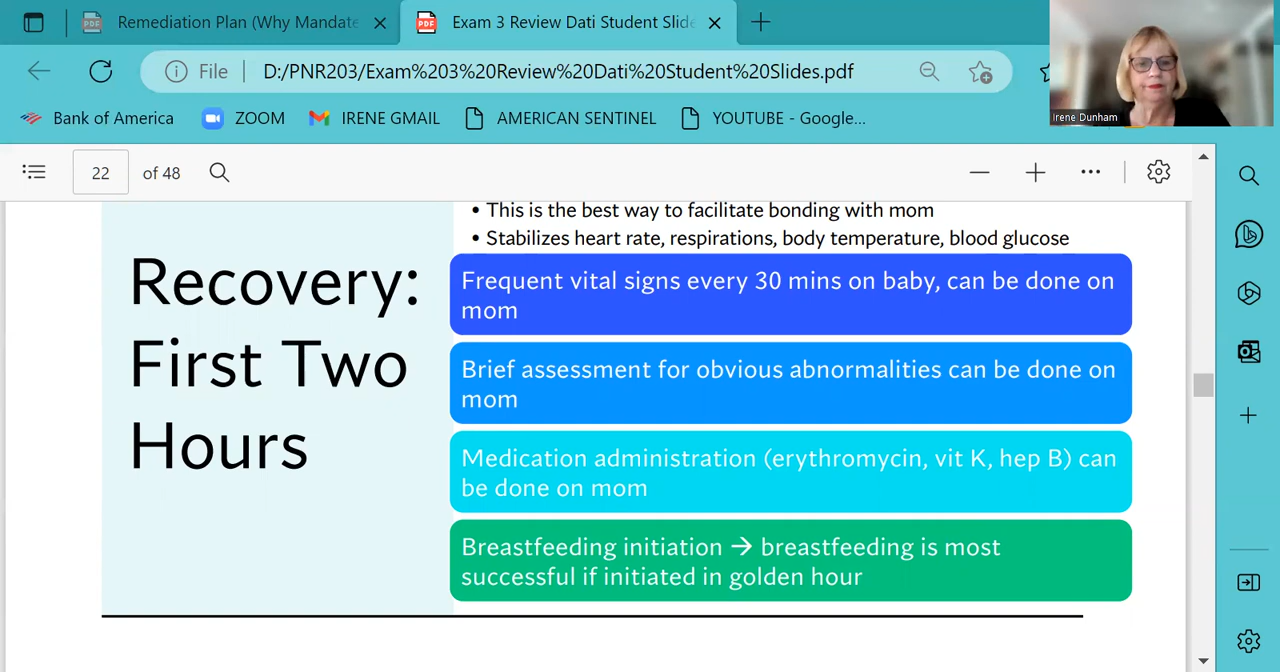 Remediation Plan (Why Mandate
Exam 3 Review Dati Student Slide
File
D:/PNR203/Exam%203%20Review%20Dati%20Student%20Slides.pdf
Bank of America
ZOOM
IRENE GMAIL
AMERICAN SENTINEL
YOUTUBE - Google...
Irene Dunham
22
of 48
• This is the best way to facilitate bonding with mom
• Stabilizes heart rate, respirations, body temperature, blood glucose
Recovery:
First Two
Hours
Frequent vital signs every 30 mins on baby, can be done on
mom
Brief assessment for obvious abnormalities can be done on
mom
Medication administration (erythromycin, vit K, hep B) can
be done on mom
Breastfeeding initiation → breastfeeding is most
successful if initiated in golden hour